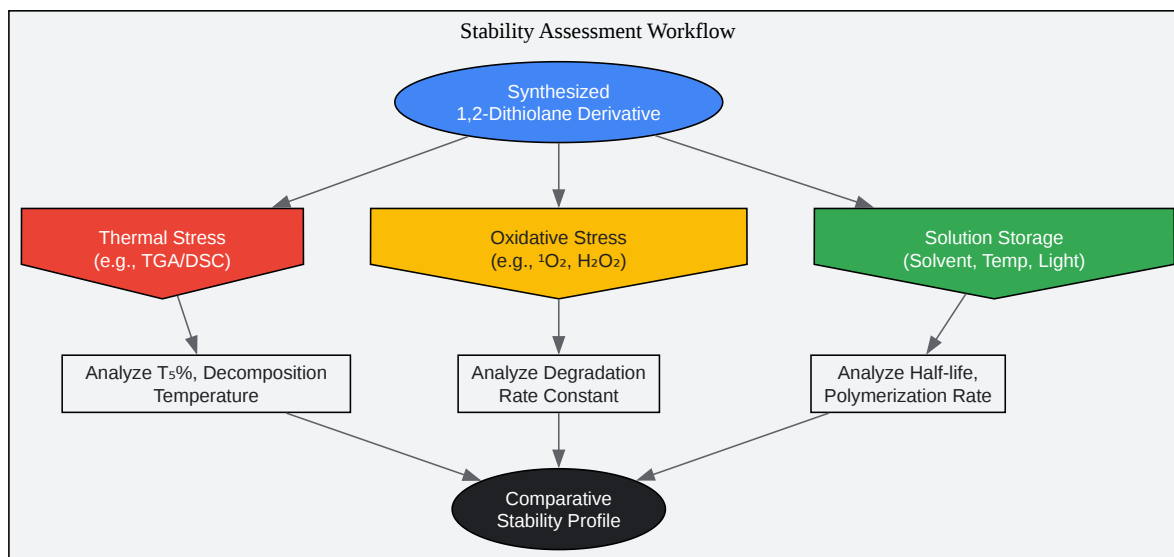 Stability Assessment Workflow
Synthesized
1,2-Dithiolane Derivative
Thermal Stress
(e.g., TGA/DSC)
Oxidative Stress
(e.g., ¹O₂, H₂O₂)
Solution Storage
(Solvent, Temp, Light)
Analyze T₅%, Decomposition
Temperature
Analyze Degradation
Rate Constant
Analyze Half-life,
Polymerization Rate
Comparative
Stability Profile